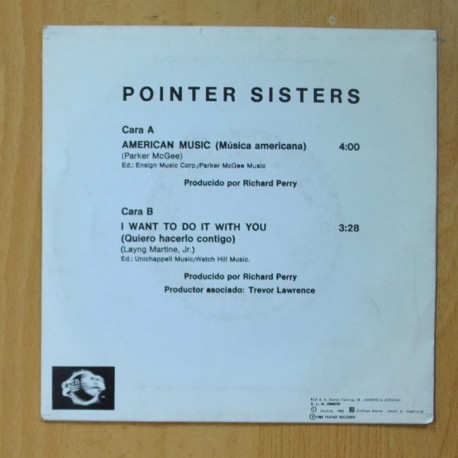 POINTER SISTERS
Cara A
AMERICAN MUSIC (Música americana) 4:00
(Parker McGee)
Ed.: Ensign Music Corp./Parker McGee Music
Producido por Richard Perry
Cara B
I WANT TO DO IT WITH YOU 3:28
(Quiero hacerlo contigo)
(Layng Martine, Jr.)
Ed.: Unichappell Music/Watch Hill Music.
Producido por Richard Perry
Productor asociado: Trevor Lawrence